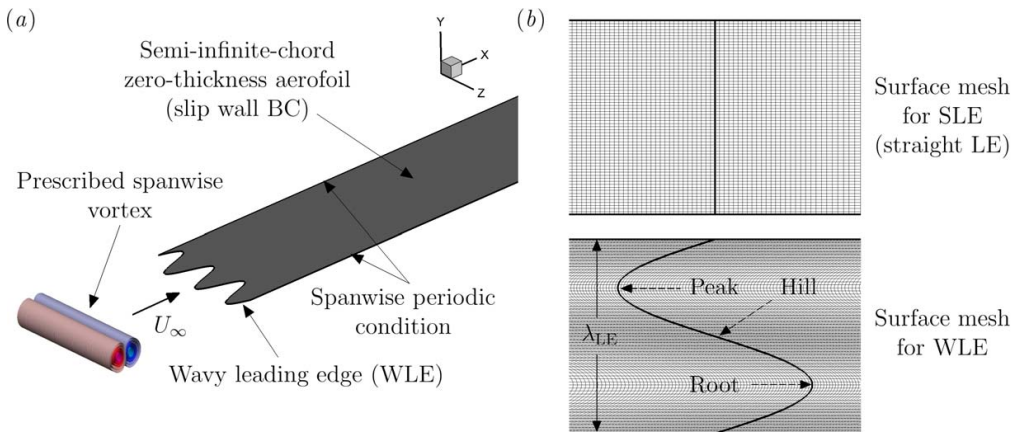 (a)
Semi-infinite-chord
zero-thickness aerofoil
(slip wall BC)
Y
X
Z
Prescribed spanwise
vortex
U∞
Spanwise periodic
condition
Wavy leading edge (WLE)
(b)
Surface mesh
for SLE
(straight LE)
Peak
Hill
λLE
Root
Surface mesh
for WLE